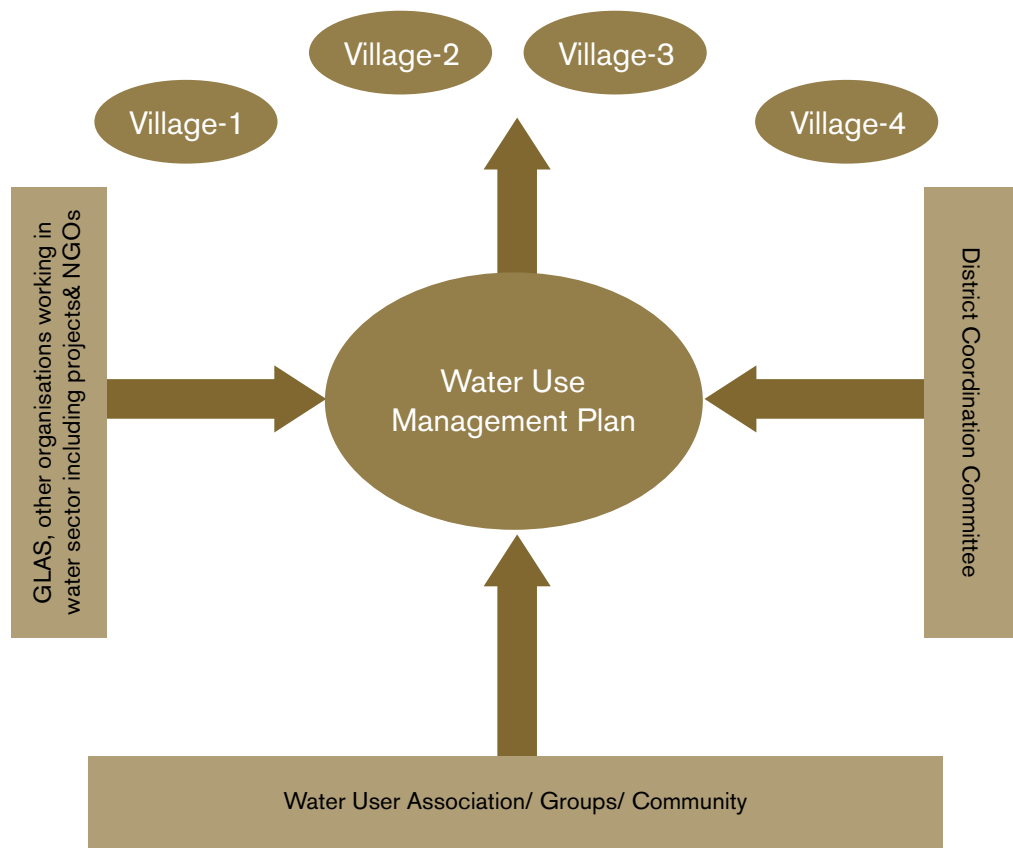 Village-2
Village-3
Village-1
Village-4
GLAS, other organisations working in
water sector including projects& NGOs
Water Use
Management Plan
District Coordination Committee
Water User Association/ Groups/ Community